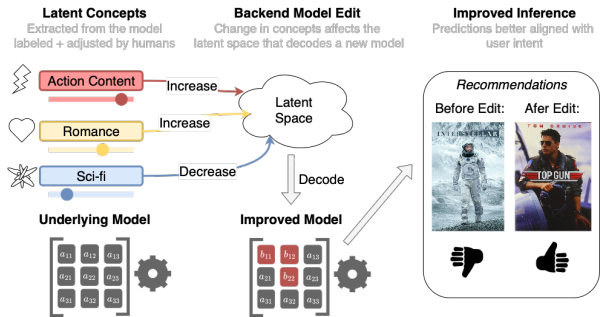 Latent Concepts
Extracted from the model
labeled + adjusted by humans
Backend Model Edit
Change in concepts affects the
latent space that decodes a new model
Improved Inference
Predictions better aligned with
user intent
Action Content
Increase
Romance
Increase
Sci-fi
Decrease
Latent
Space
Decode
Recommendations
Before Edit:
Afer Edit:
INTERSTELLAR
TOM CRUISE
TOP GUN
Underlying Model
a11 a12 a13
a21 a22 a23
a31 a32 a33
Improved Model
b11 b12 a13
a21 b22 a23
a31 a32 a33